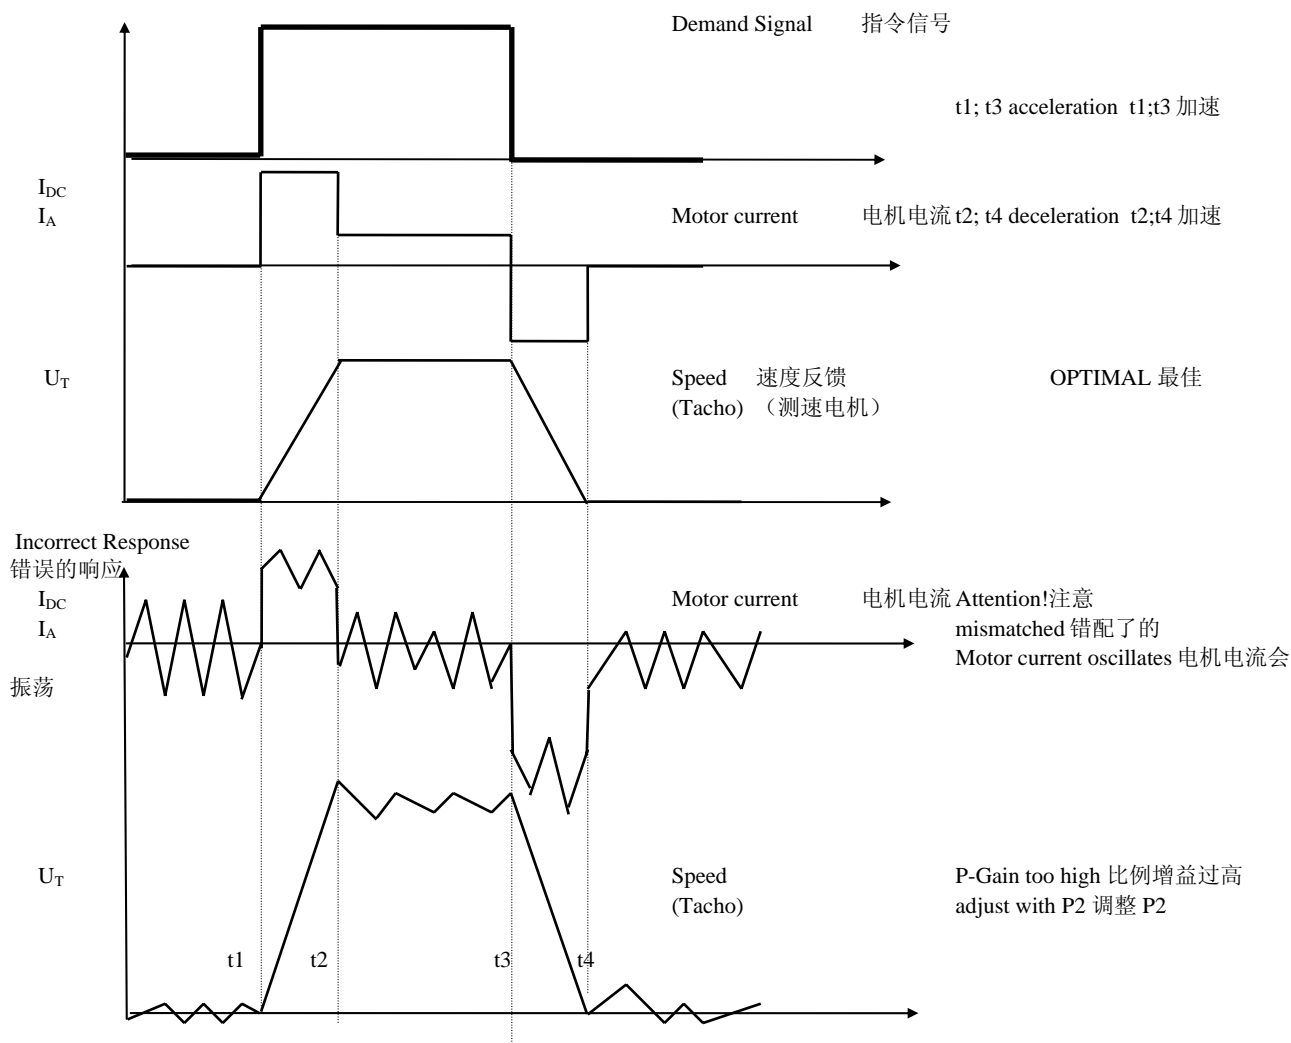 Demand Signal 指令信号
t1; t3 acceleration t1;t3 加速
IDC
IA Motor current 电机电流 t2; t4 deceleration t2;t4 加速
UT Speed 速度反馈 OPTIMAL 最佳
(Tacho) （测速电机）
Incorrect Response
错误的响应
IDC Motor current 电机电流 Attention!注意
IA mismatched 错配了的
Motor current oscillates 电机电流会
振荡
UT Speed P-Gain too high 比例增益过高
(Tacho) adjust with P2 调整 P2
t1 t2 t3 t4